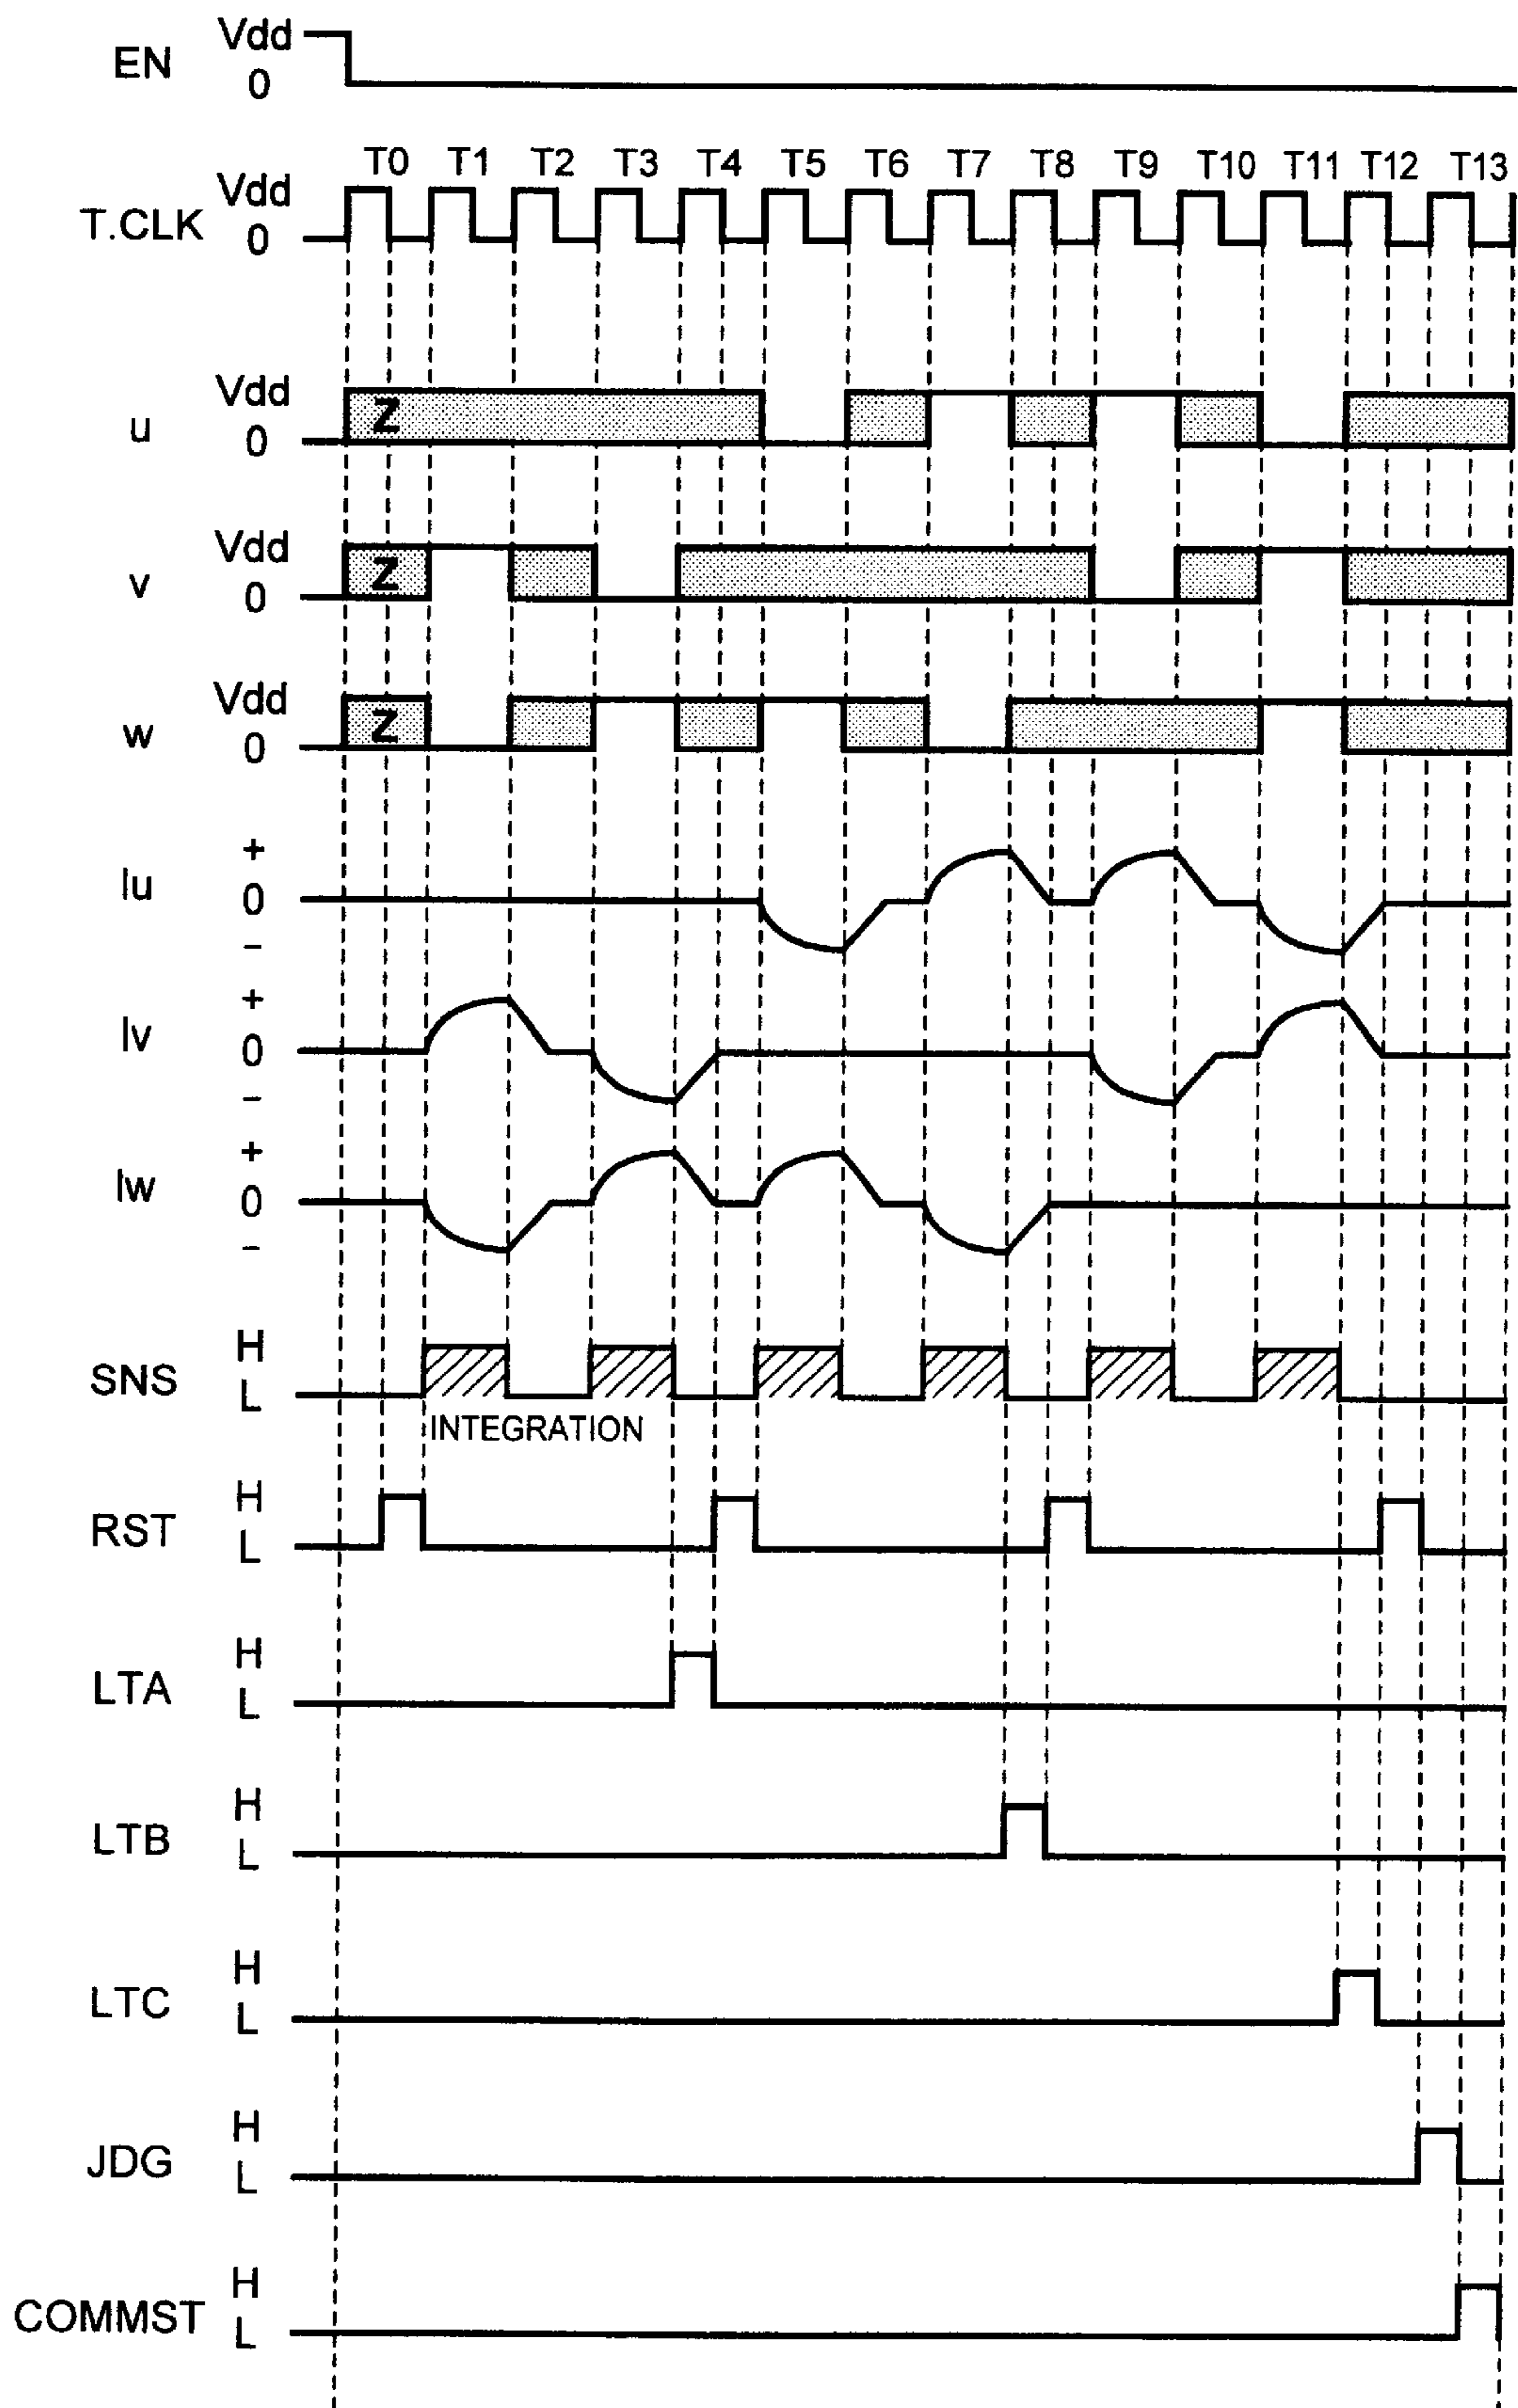 Vdd
EN
0
T0 T1 T2 T3 T4 T5 T6 T7 T8 T9 T10 T11 T12 T13
Vdd
T.CLK
0
Vdd
u Z
0
Vdd
v Z
0
Vdd
w Z
0
+
Iu 0
−
+
Iv 0
−
+
Iw 0
−
H
SNS
L
INTEGRATION
H
RST
L
H
LTA
L
H
LTB
L
H
LTC
L
H
JDG
L
H
COMMST
L